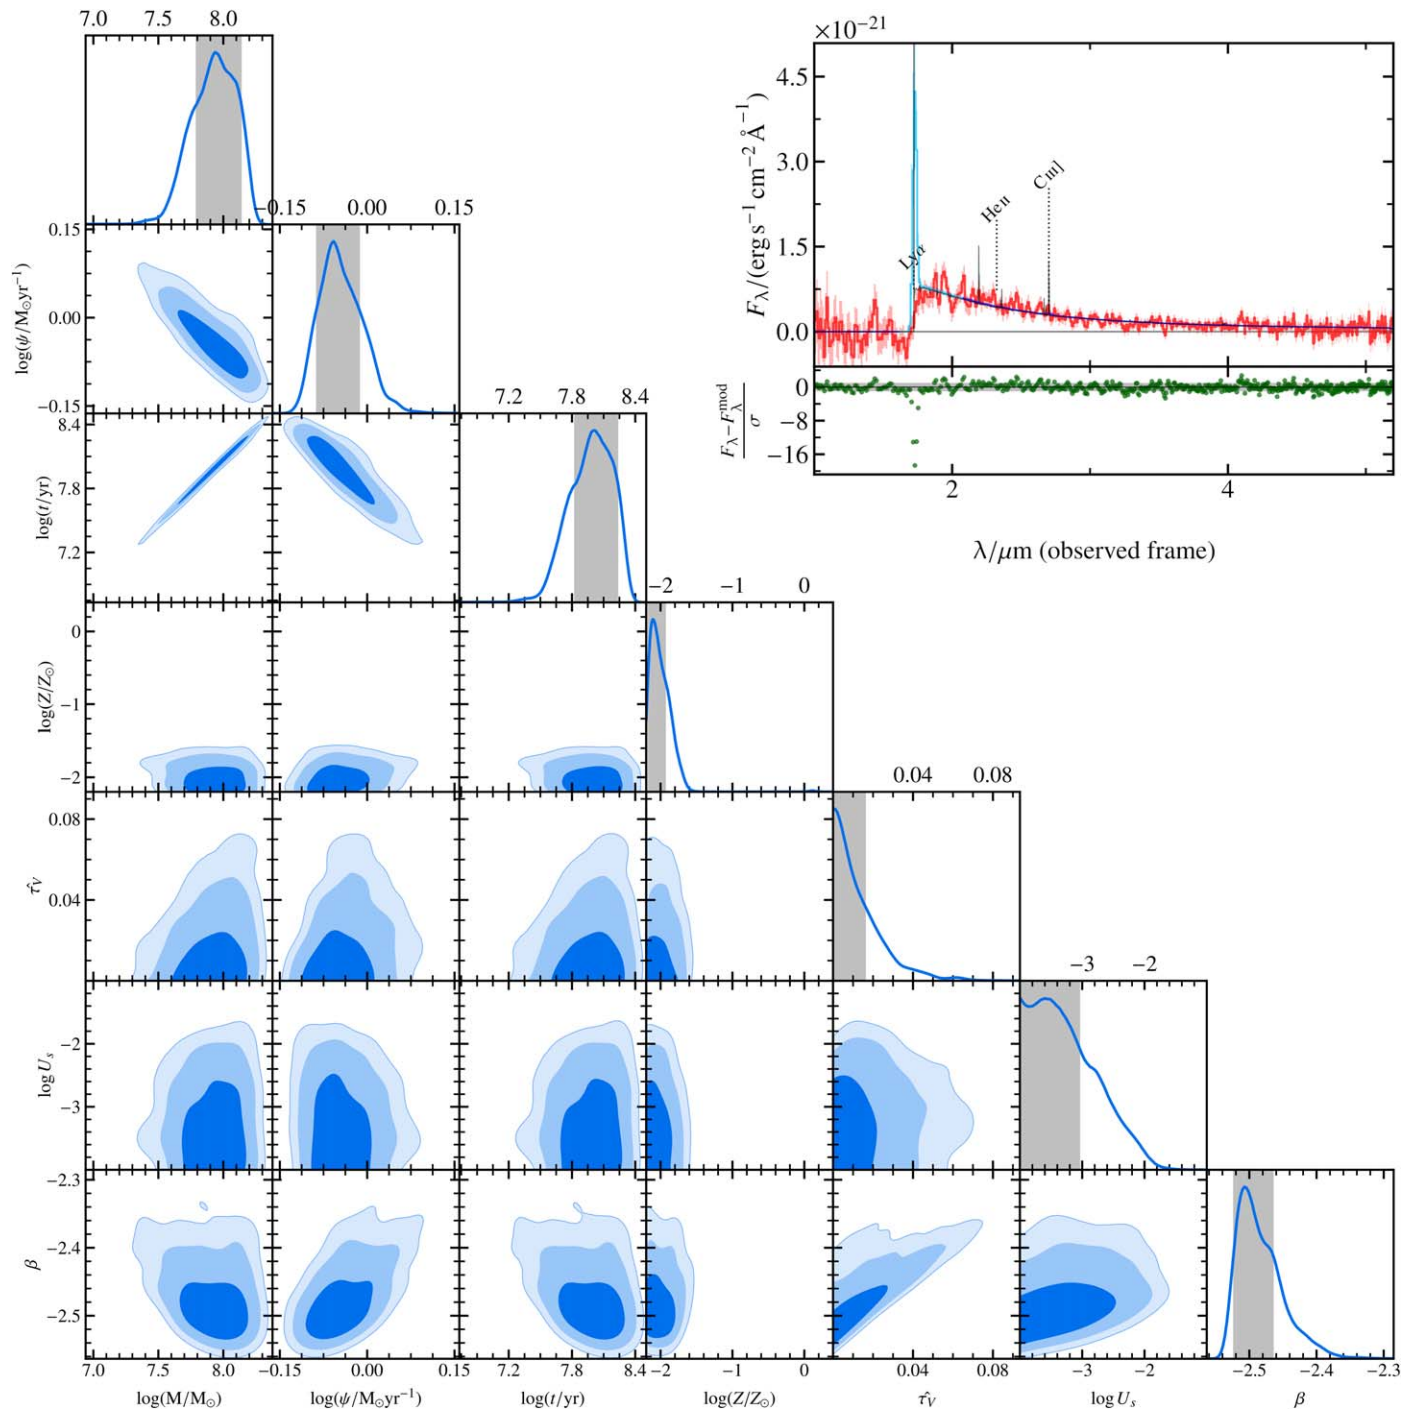 7.0 7.5 8.0
×10−21
4.5
3.0
1.5
0.0
Fλ/(erg s−1 cm−2 Å−1)
Lyα
He II
C III]
0
−8
−16
Fλ−Fλmod
σ
2 4
λ/μm (observed frame)
−0.15 0.00 0.15
0.15
0.00
−0.15
log(ψ/M⊙yr−1)
7.2 7.8 8.4
8.4
7.8
7.2
log(t/yr)
−2 −1 0
0
−1
−2
log(Z/Z⊙)
0.04 0.08
0.08
0.04
τ̂V
−3 −2
−2
−3
log Us
−2.3
−2.4
−2.5
β
7.0 7.5 8.0 −0.15 0.00 0.15 7.2 7.8 8.4 −2 −1 0 0.04 0.08 −3 −2 −2.5 −2.4 −2.3
log(M/M⊙) log(ψ/M⊙yr−1) log(t/yr) log(Z/Z⊙) τ̂V log Us β